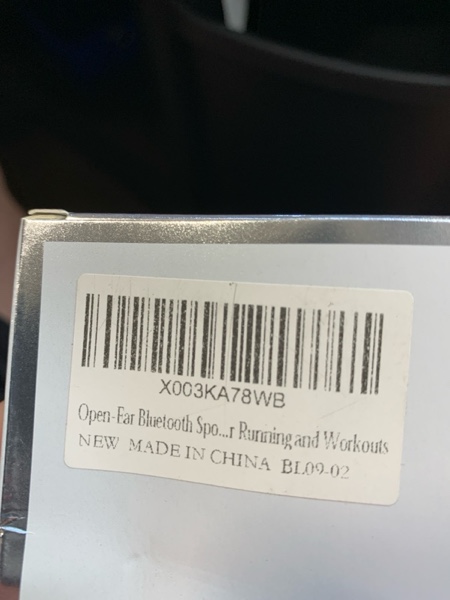 X003KA78WB
Open-Ear Bluetooth Spo...r Running and Workouts
NEW MADE IN CHINA BL09-02